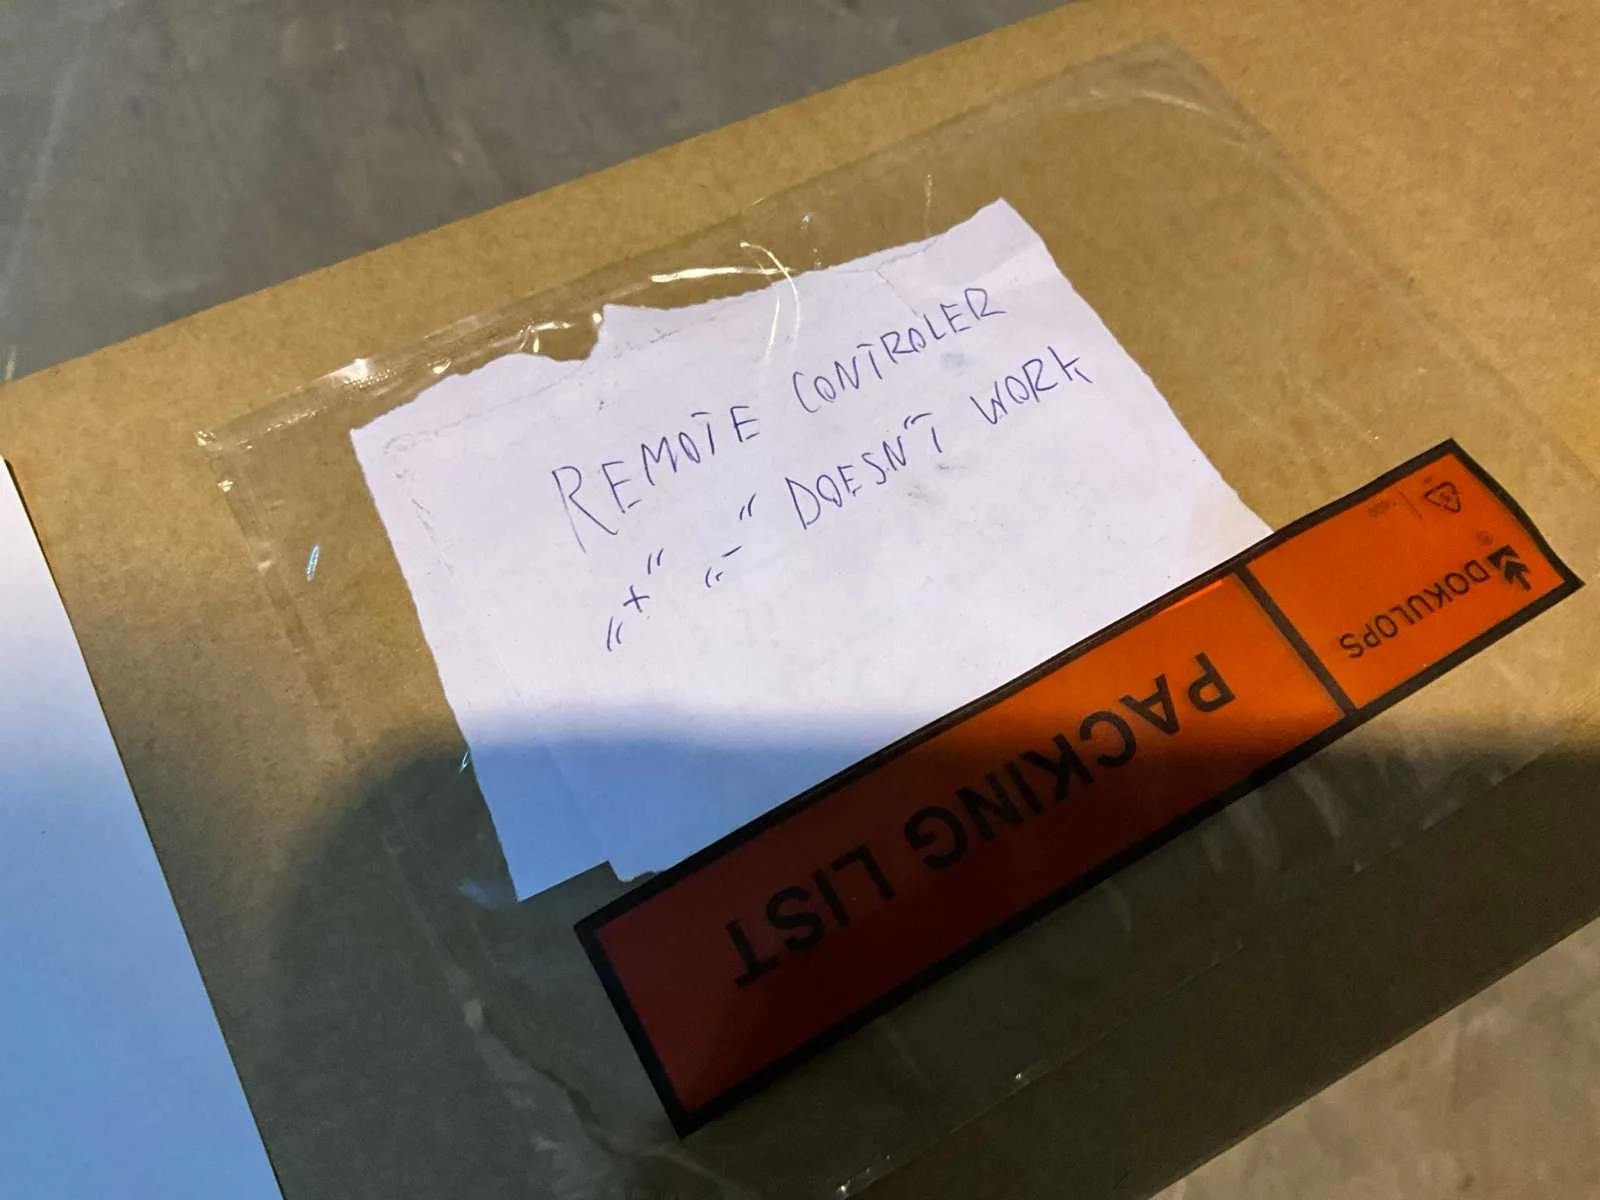 REMOTE CONTROLER
"+" "-" DOESN'T WORK
PACKING LIST
DOKULOPS